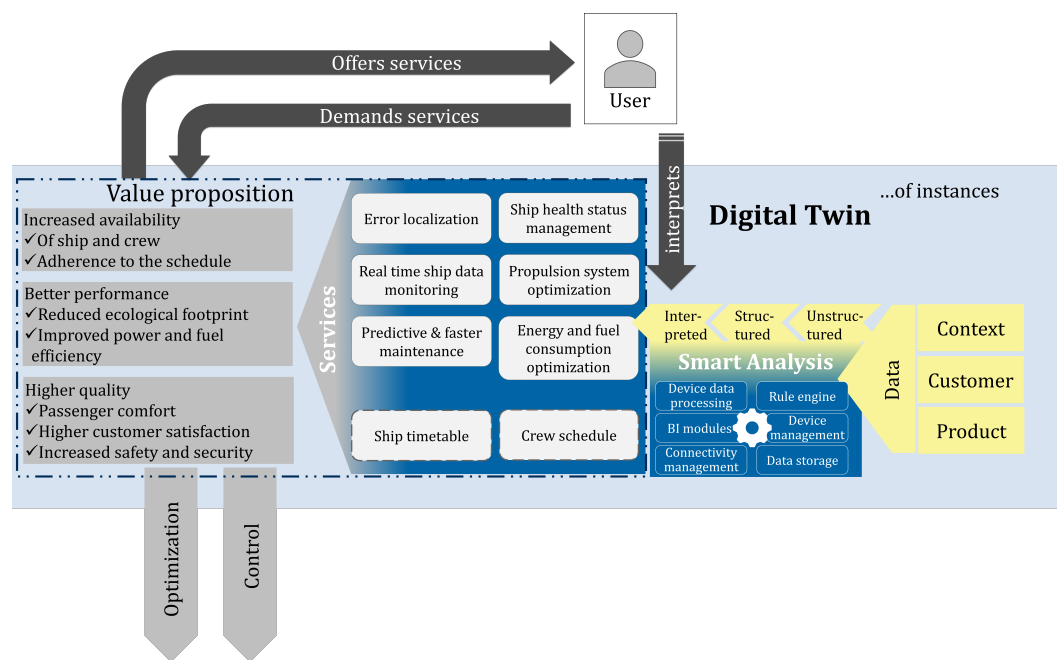 Offers services
Demands services
User
interprets
Value proposition
Increased availability
✓Of ship and crew
✓Adherence to the schedule
Better performance
✓Reduced ecological footprint
✓Improved power and fuel
efficiency
Higher quality
✓Passenger comfort
✓Higher customer satisfaction
✓Increased safety and security
Services
Error localization
Ship health status
management
Real time ship data
monitoring
Propulsion system
optimization
Predictive & faster
maintenance
Energy and fuel
consumption
optimization
Ship timetable
Crew schedule
Digital Twin
...of instances
Inter-
preted
Struc-
tured
Unstruc-
tured
Smart Analysis
Device data
processing
Rule engine
BI modules
Device
management
Connectivity
management
Data storage
Data
Context
Customer
Product
Optimization
Control